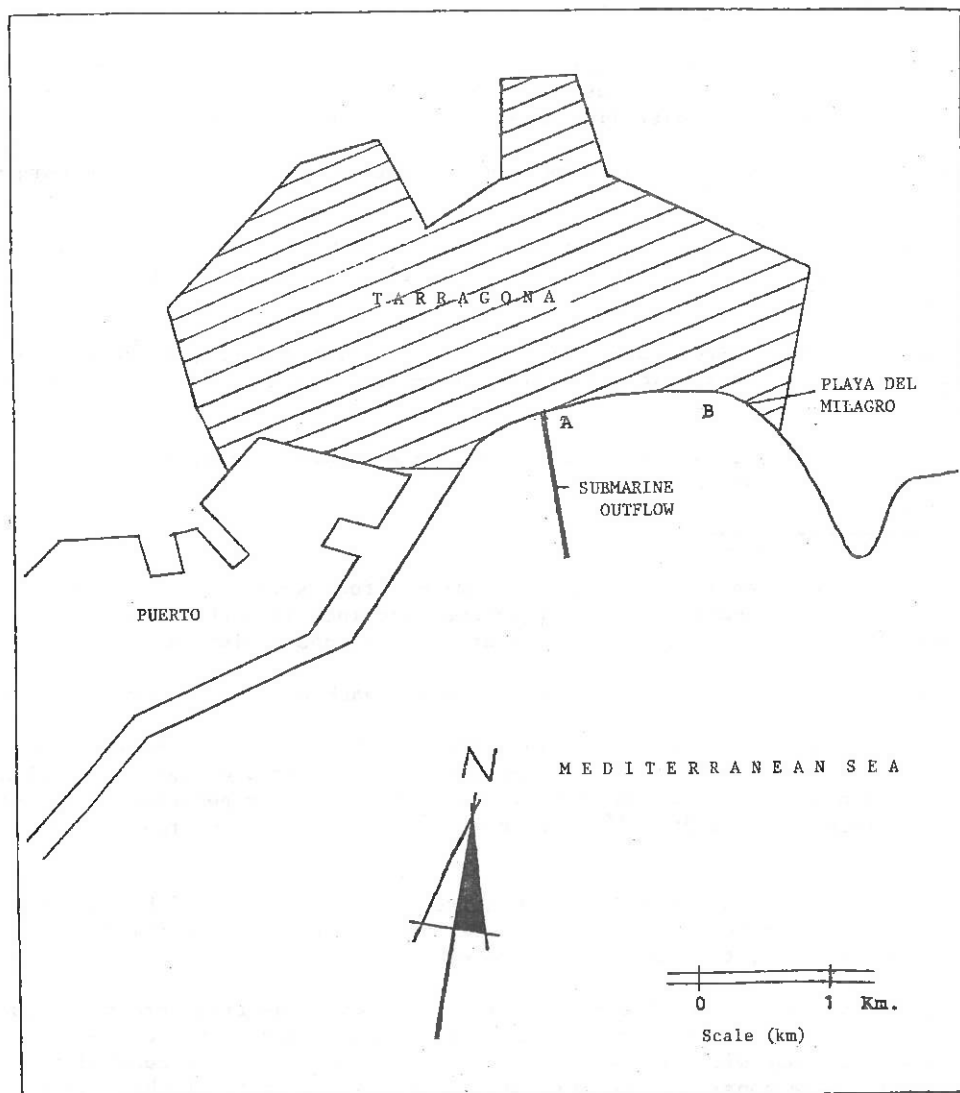 TARRAGONA
PLAYA DEL
MILAGRO
A
B
SUBMARINE
OUTFLOW
PUERTO
N
MEDITERRANEAN SEA
0 1 Km.
Scale (km)